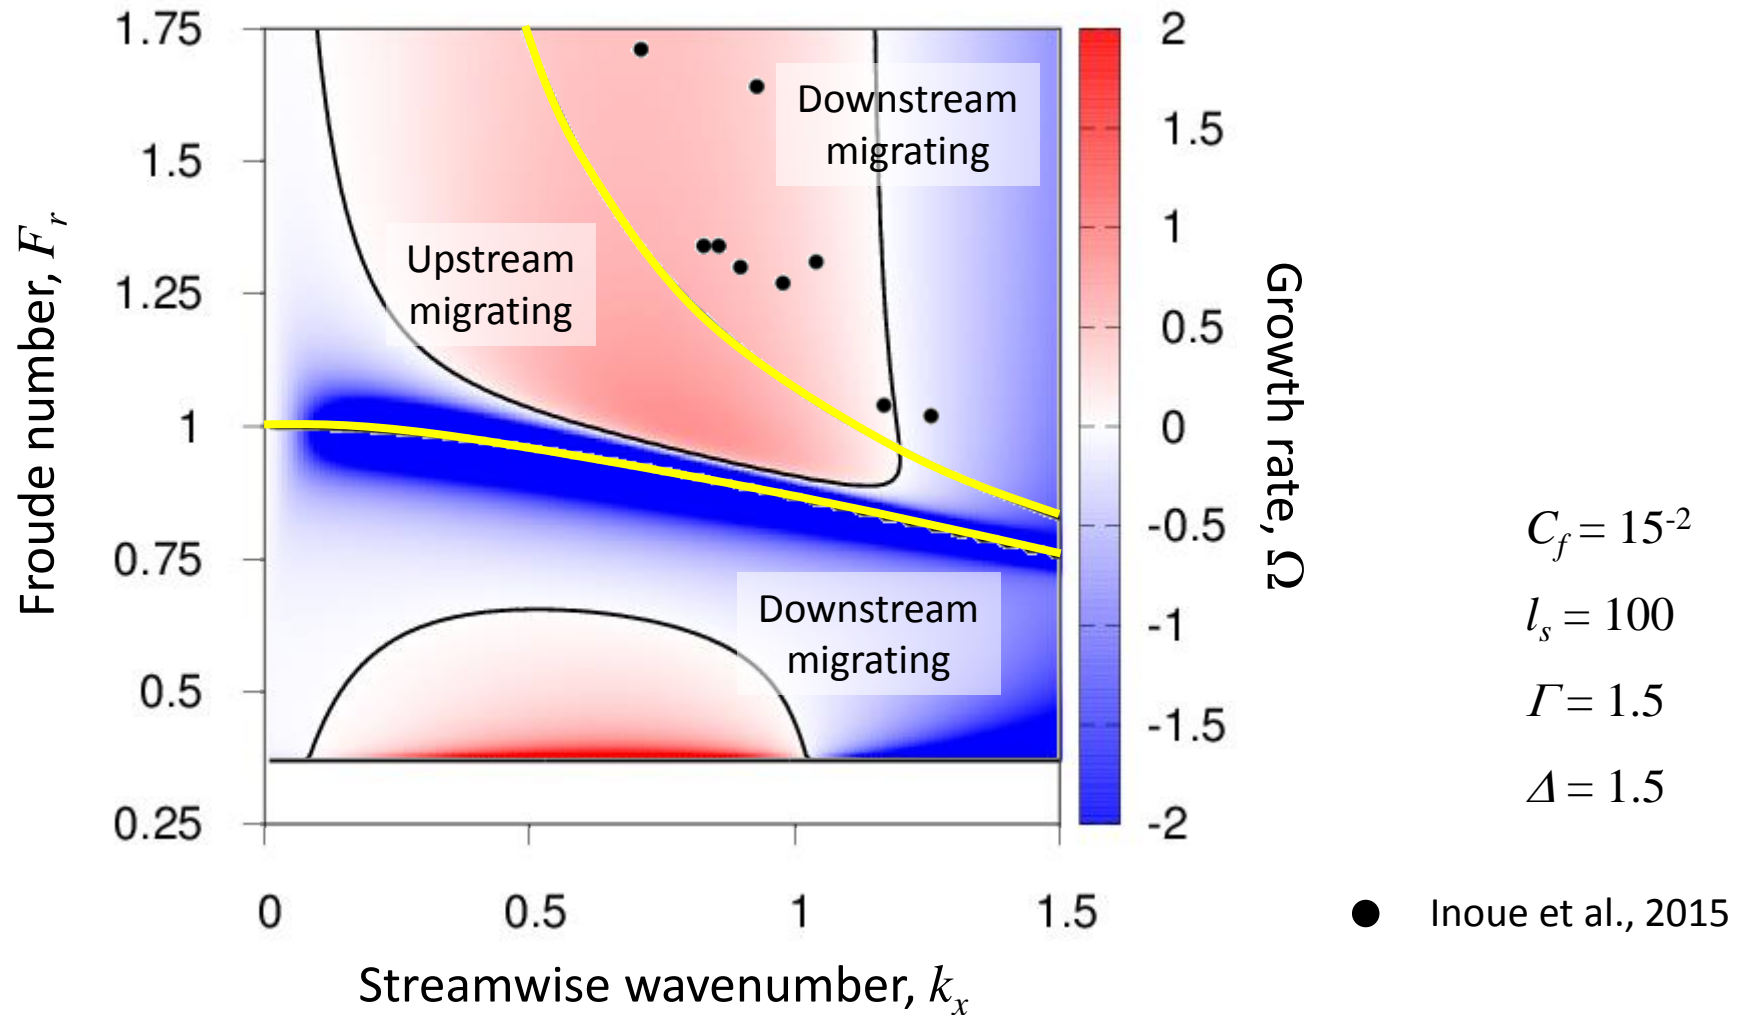 1.75
1.5
1.25
1
0.75
0.5
0.25
Froude number, Fr
Downstream
migrating
Upstream
migrating
Downstream
migrating
0 0.5 1 1.5
Streamwise wavenumber, kx
2
1.5
1
0.5
0
-0.5
-1
-1.5
-2
Growth rate, Ω
Cf = 15-2
ls = 100
Γ = 1.5
Δ = 1.5
Inoue et al., 2015